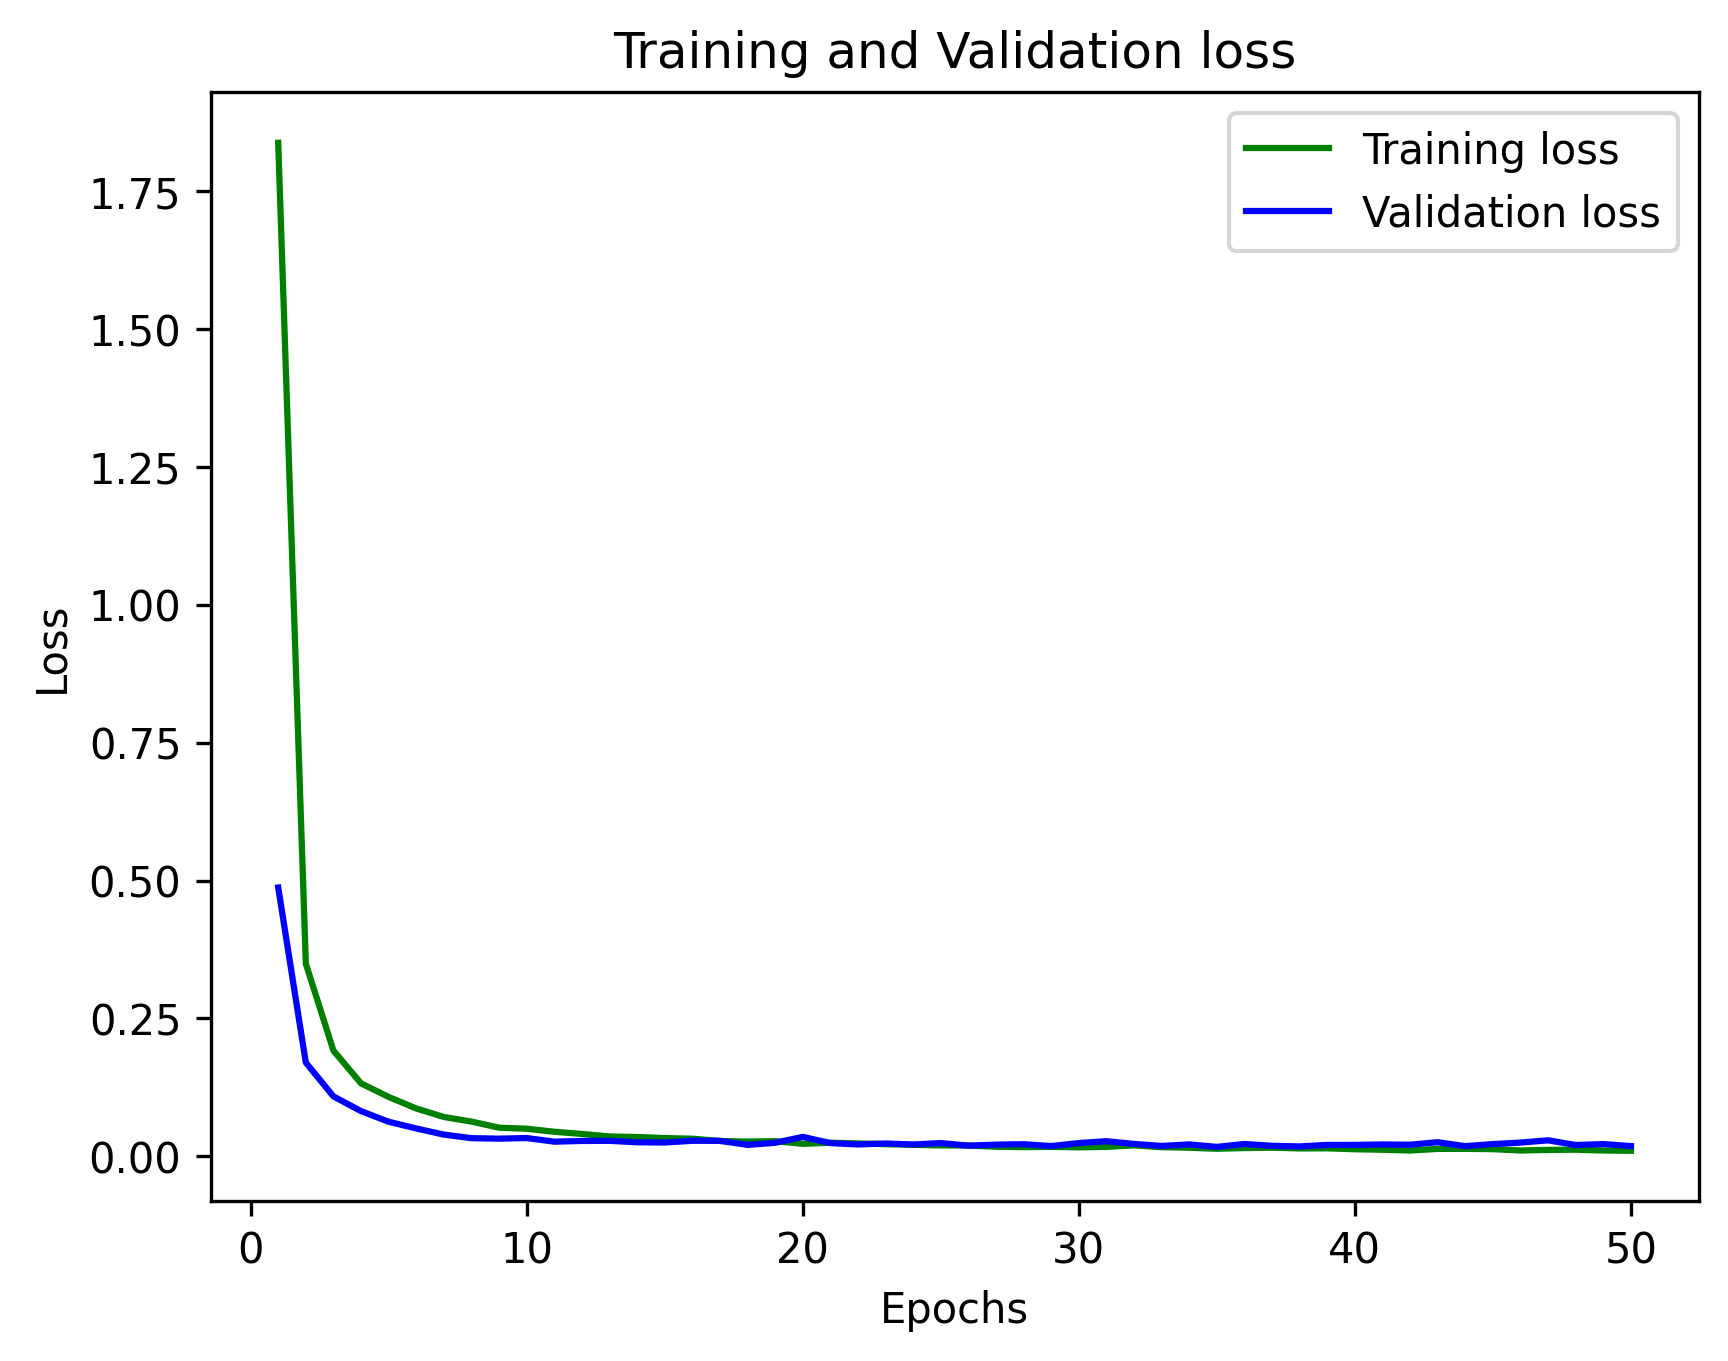 Training and Validation loss
Training loss
Validation loss
1.75
1.50
1.25
1.00
0.75
0.50
0.25
0.00
Loss
0 10 20 30 40 50
Epochs